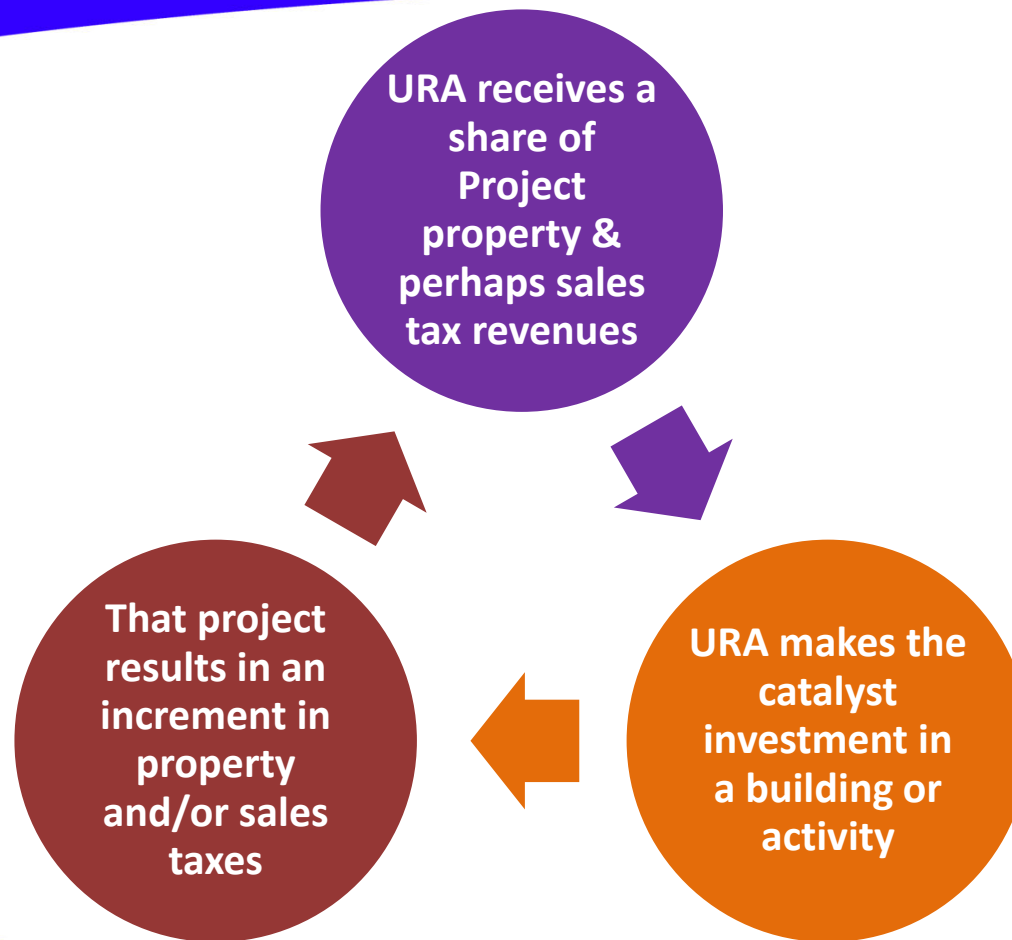 URA receives a
share of
Project
property &
perhaps sales
tax revenues
That project
results in an
increment in
property
and/or sales
taxes
URA makes the
catalyst
investment in
a building or
activity